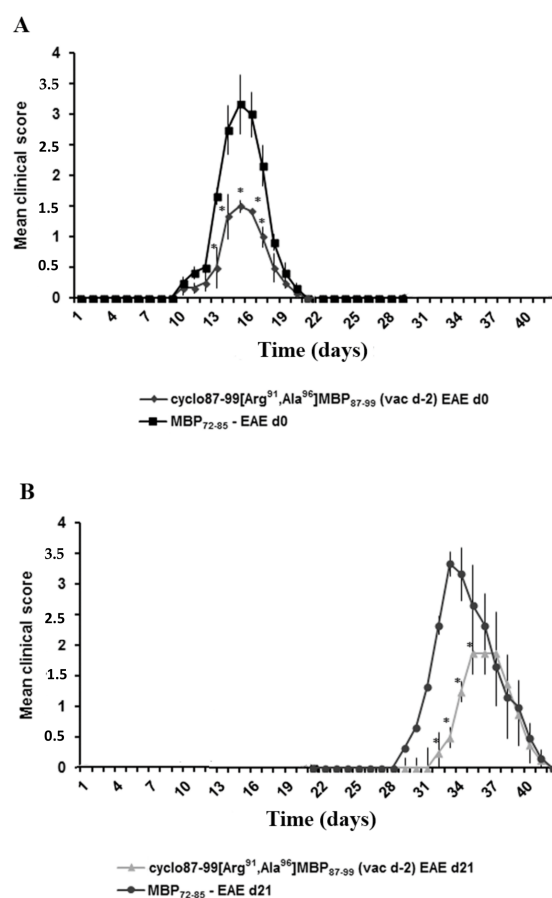 A
Mean clinical score
4
3.5
3
2.5
2
1.5
1
0.5
0
* * * * *
1 4 7 10 13 16 19 22 25 28 31 34 37 40
Time (days)
cyclo87-99[Arg⁹¹,Ala⁹⁶]MBP₈₇₋₉₉ (vac d-2) EAE d0
MBP₇₂₋₈₅ - EAE d0
B
Mean clinical score
4
3.5
3
2.5
2
1.5
1
0.5
0
* * * *
1 4 7 10 13 16 19 22 25 28 31 34 37 40
Time (days)
cyclo87-99[Arg⁹¹,Ala⁹⁶]MBP₈₇₋₉₉ (vac d-2) EAE d21
MBP₇₂₋₈₅ - EAE d21